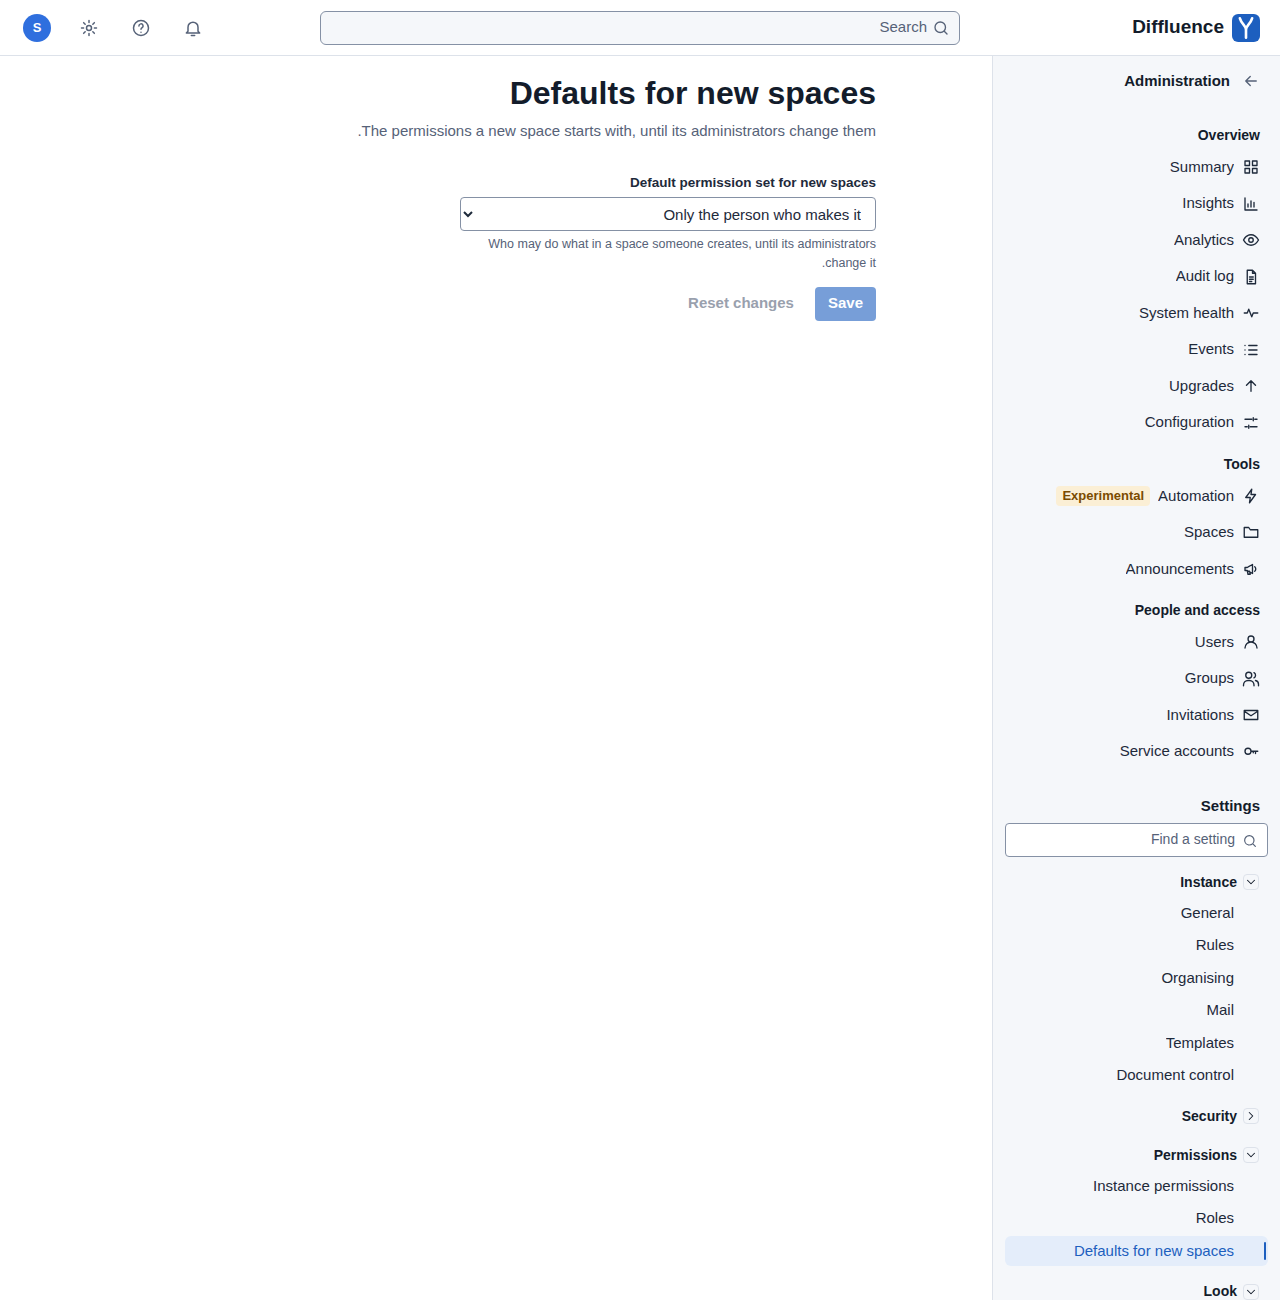 S
Search
Diffluence
Defaults for new spaces
.The permissions a new space starts with, until its administrators change them
Default permission set for new spaces
Only the person who makes it
Who may do what in a space someone creates, until its administrators
.change it
Save
Reset changes
Administration
Overview
Summary
Insights
Analytics
Audit log
System health
Events
Upgrades
Configuration
Tools
Automation Experimental
Spaces
Announcements
People and access
Users
Groups
Invitations
Service accounts
Settings
Find a setting
Instance
General
Rules
Organising
Mail
Templates
Document control
Security
Permissions
Instance permissions
Roles
Defaults for new spaces
Look